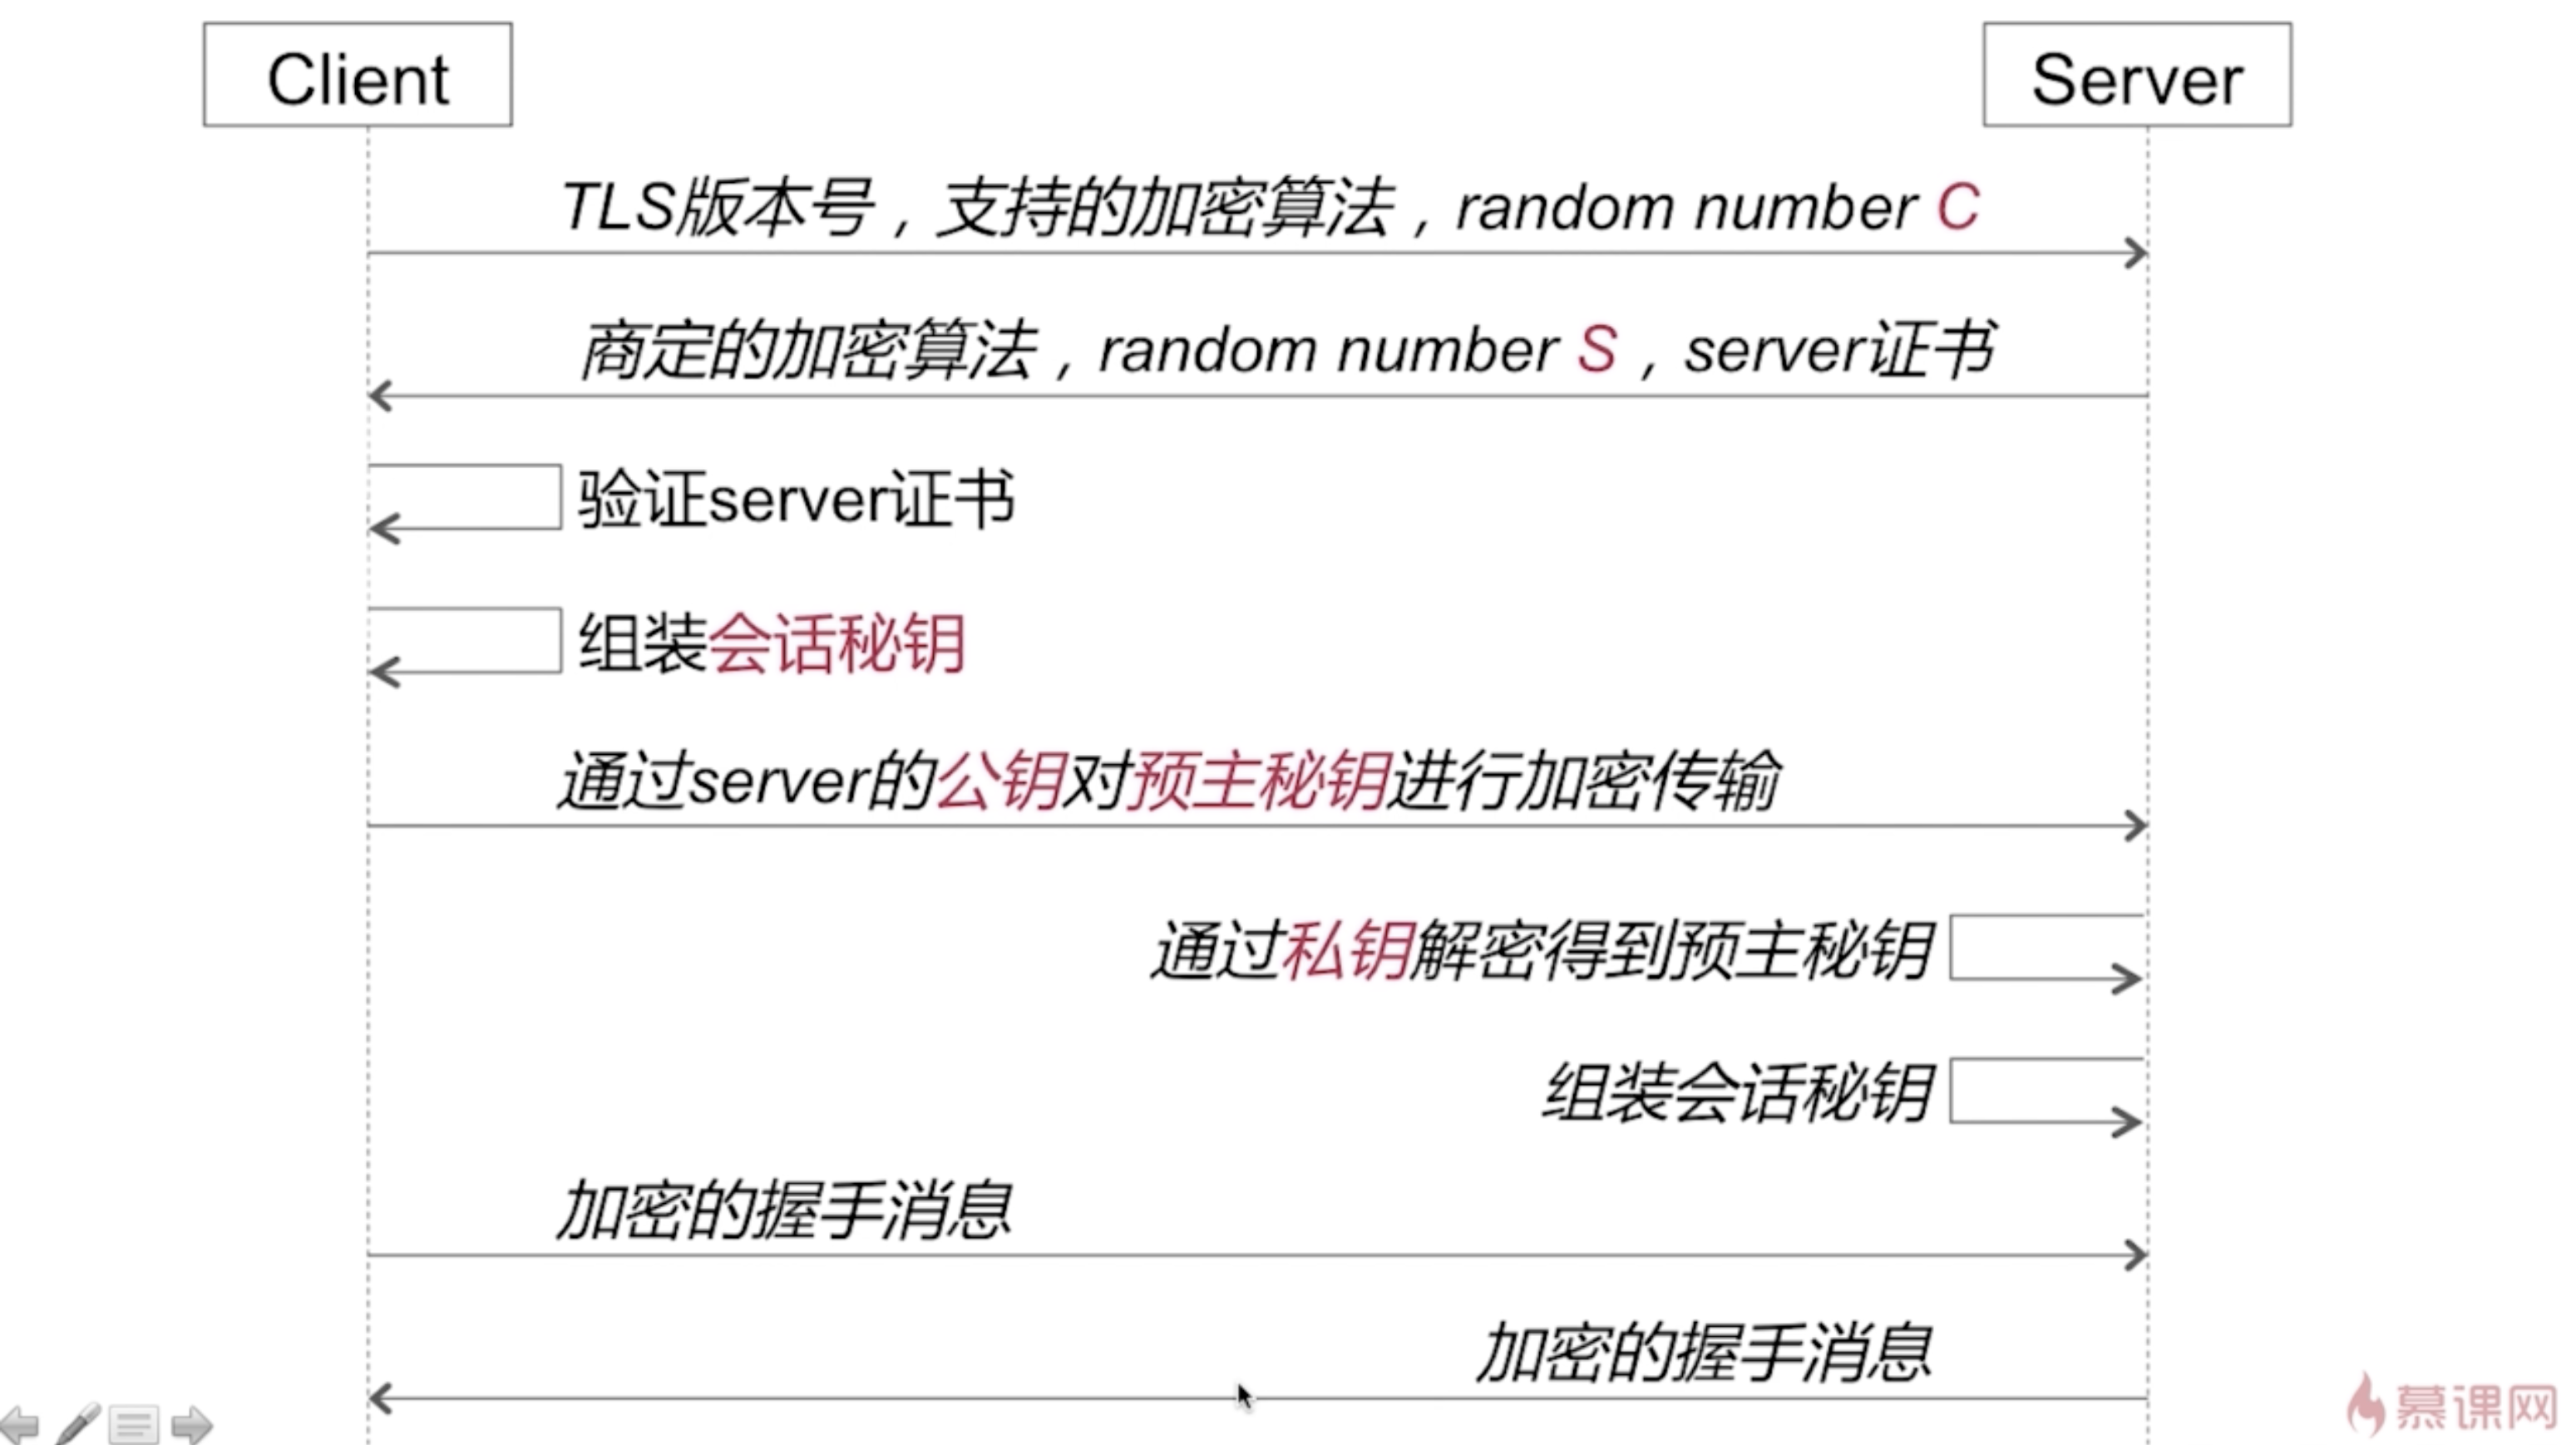 Client
Server
TLS版本号，支持的加密算法，random number C
商定的加密算法，random number S，server证书
验证server证书
组装会话秘钥
通过server的公钥对预主秘钥进行加密传输
通过私钥解密得到预主秘钥
组装会话秘钥
加密的握手消息
加密的握手消息
慕课网